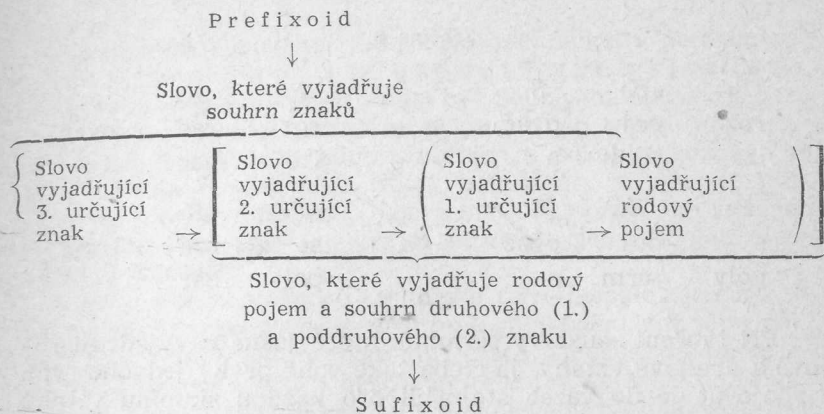 Prefixoid
↓
Slovo, které vyjadřuje
souhrn znaků
Slovo Slovo Slovo Slovo
vyjadřující vyjadřující vyjadřující vyjadřující
3. určující 2. určující 1. určující rodový
znak → znak → znak → pojem
Slovo, které vyjadřuje rodový
pojem a souhrn druhového (1.)
a poddruhového (2.) znaku
↓
Sufixoid